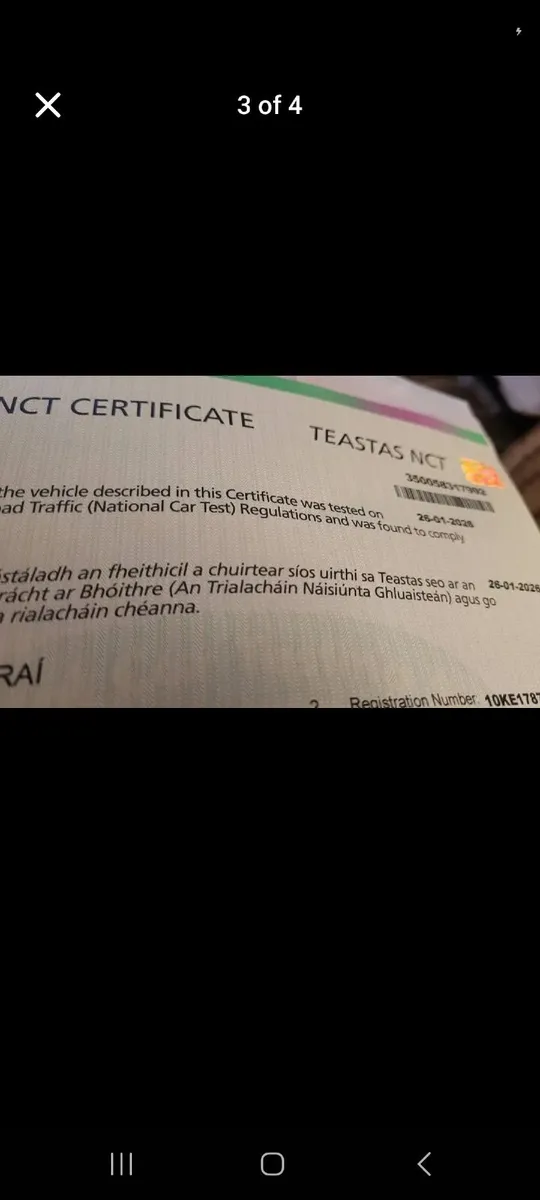 3 of 4
NCT CERTIFICATE
TEASTAS NCT
the vehicle described in this Certificate was tested on 26-01-2026
ad Traffic (National Car Test) Regulations and was found to comply
stáladh an fheithicil a chuirtear síos uirthi sa Teastas seo ar an 26-01-2026
rácht ar Bhóithre (An Trialacháin Náisiúnta Ghluaisteán) agus go
rialacháin chéanna.
RAÍ
Registration Number: 10KE1787